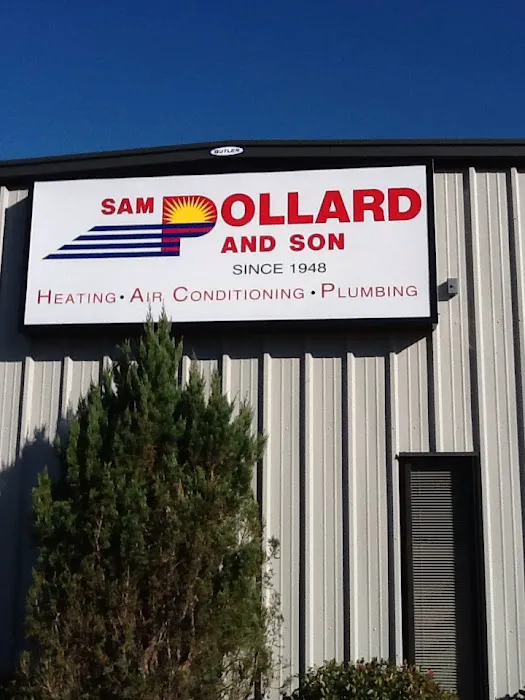 BUTLER
SAM POLLARD
AND SON
SINCE 1948
HEATING • AIR CONDITIONING • PLUMBING